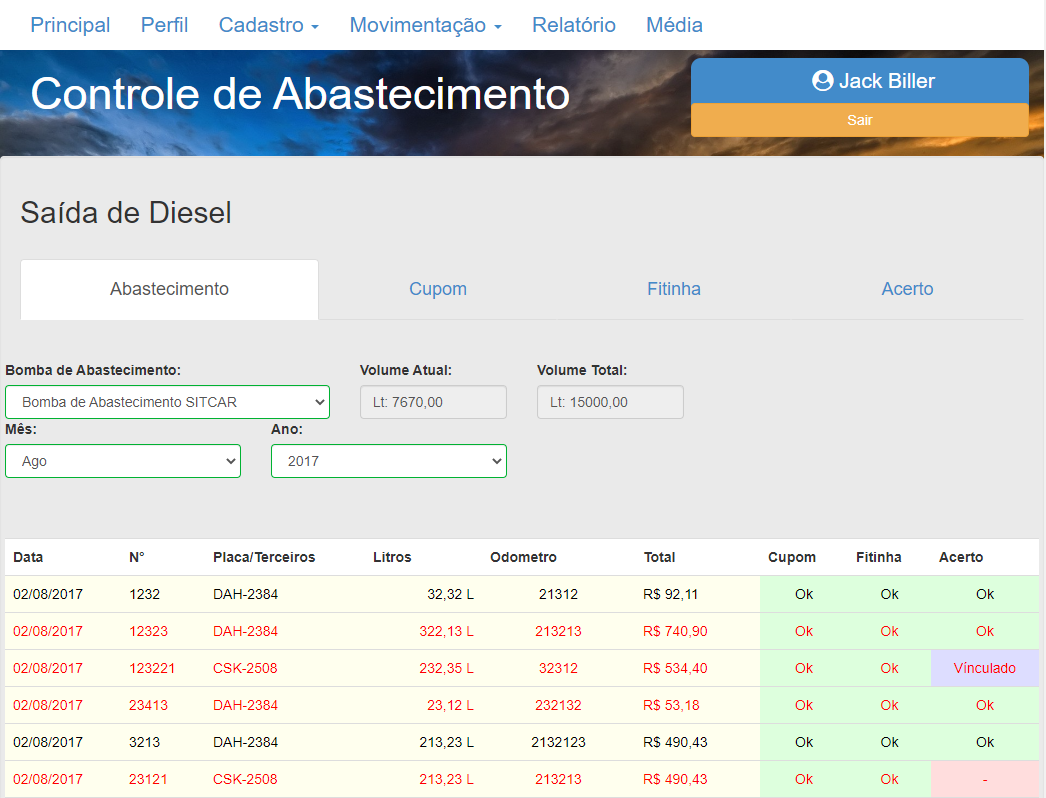 Principal Perfil Cadastro Movimentação Relatório Média
Controle de Abastecimento
Jack Biller
Sair
Saída de Diesel
Abastecimento Cupom Fitinha Acerto
Bomba de Abastecimento: Volume Atual: Volume Total:
Bomba de Abastecimento SITCAR Lt: 7670,00 Lt: 15000,00
Mês: Ano:
Ago 2017
Data N° Placa/Terceiros Litros Odometro Total Cupom Fitinha Acerto
02/08/2017 1232 DAH-2384 32,32 L 21312 R$ 92,11 Ok Ok Ok
02/08/2017 12323 DAH-2384 322,13 L 213213 R$ 740,90 Ok Ok Ok
02/08/2017 123221 CSK-2508 232,35 L 32312 R$ 534,40 Ok Ok Vínculado
02/08/2017 23413 DAH-2384 23,12 L 232132 R$ 53,18 Ok Ok Ok
02/08/2017 3213 DAH-2384 213,23 L 2132123 R$ 490,43 Ok Ok Ok
02/08/2017 23121 CSK-2508 213,23 L 213213 R$ 490,43 Ok Ok -